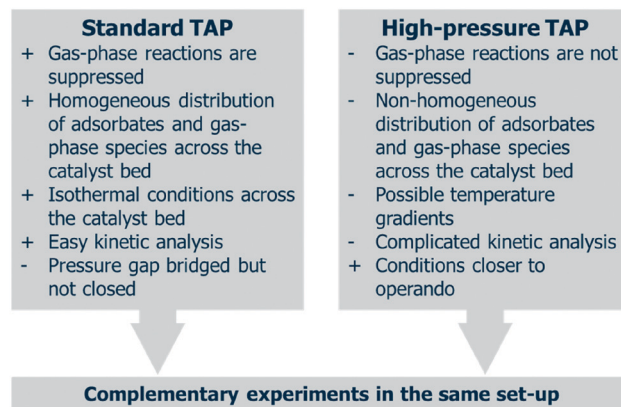 Standard TAP
+ Gas-phase reactions are
suppressed
+ Homogeneous distribution
of adsorbates and gas-
phase species across the
catalyst bed
+ Isothermal conditions across
the catalyst bed
+ Easy kinetic analysis
- Pressure gap bridged but
not closed
High-pressure TAP
- Gas-phase reactions are not
suppressed
- Non-homogeneous
distribution of adsorbates
and gas-phase species
across the catalyst bed
- Possible temperature
gradients
- Complicated kinetic analysis
+ Conditions closer to
operando
Complementary experiments in the same set-up